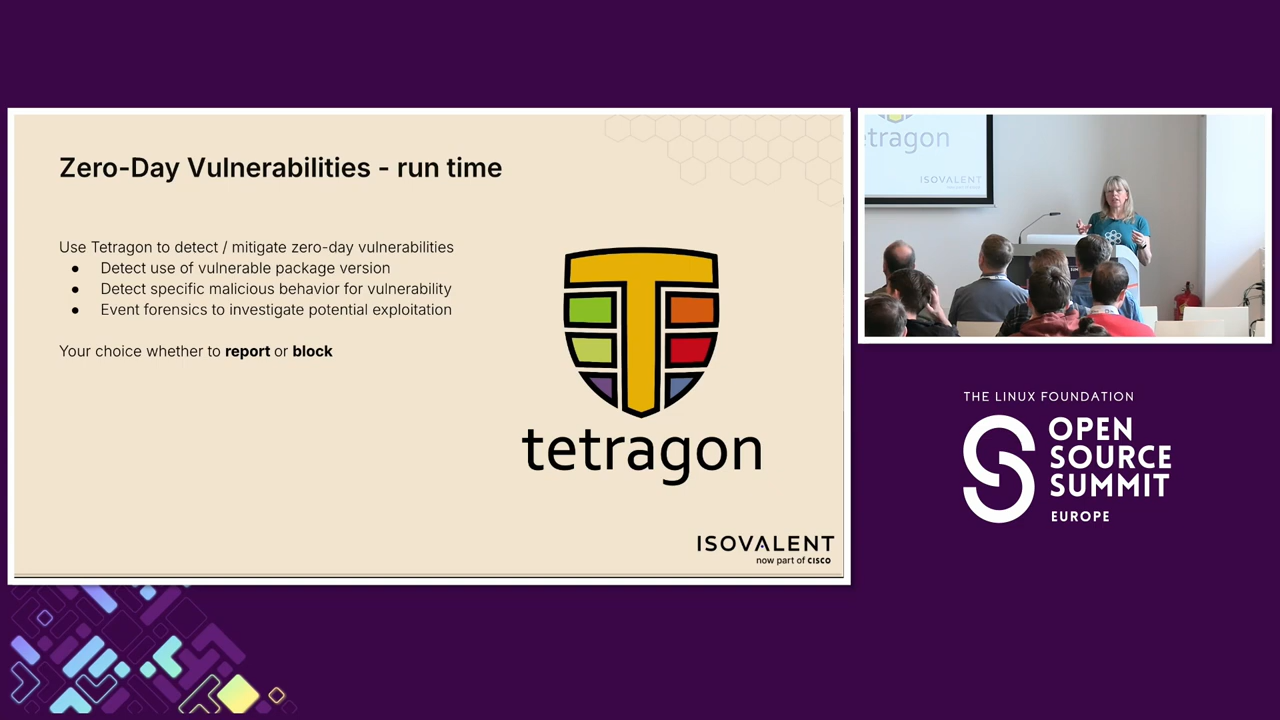 Zero-Day Vulnerabilities - run time
Use Tetragon to detect / mitigate zero-day vulnerabilities
● Detect use of vulnerable package version
● Detect specific malicious behavior for vulnerability
● Event forensics to investigate potential exploitation
Your choice whether to report or block
tetragon
ISOVALENT
now part of CISCO
etragon
ISOVALENT
THE LINUX FOUNDATION
OPEN
SOURCE
SUMMIT
EUROPE